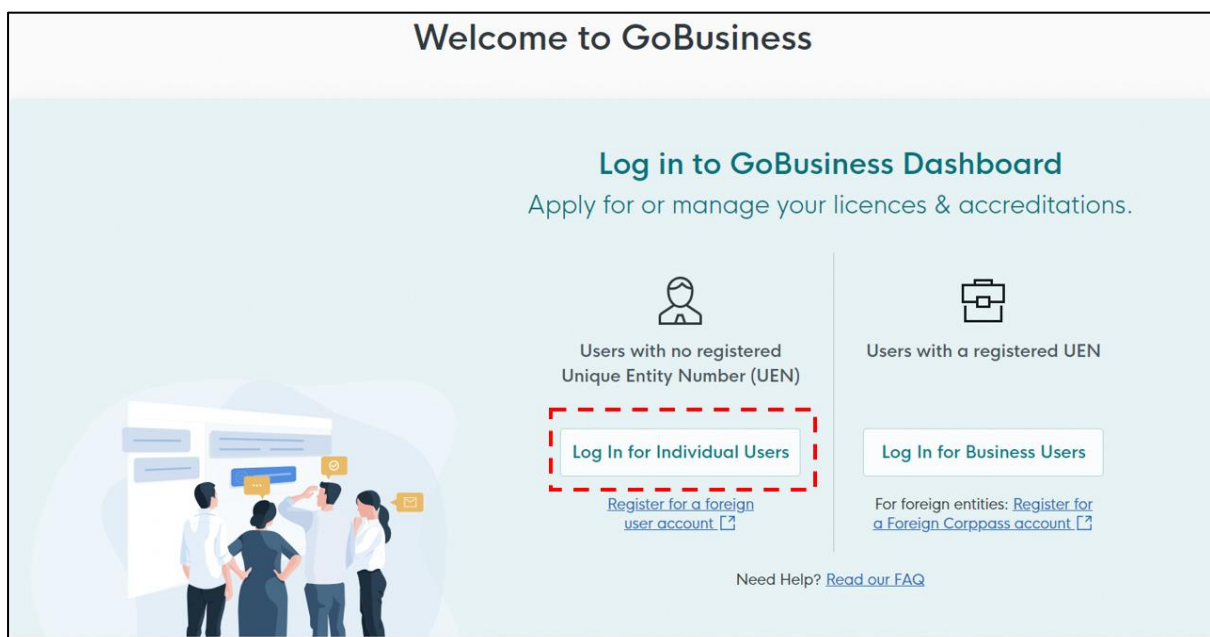 Welcome to GoBusiness
Log in to GoBusiness Dashboard
Apply for or manage your licences & accreditations.
Users with no registered
Unique Entity Number (UEN)
Log In for Individual Users
Register for a foreign
user account
Users with a registered UEN
Log In for Business Users
For foreign entities: Register for
a Foreign Corppass account
Need Help? Read our FAQ